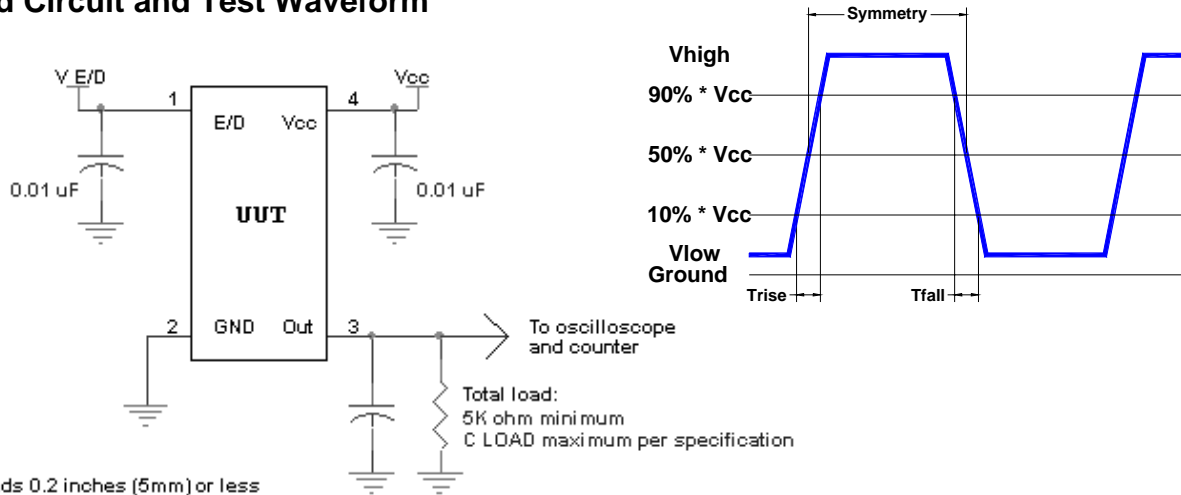 Circuit and Test Waveform
V E/D
Vcc
1
4
E/D Vcc
0.01 uF
0.01 uF
UUT
2
GND Out
3
To oscilloscope
and counter
Total load:
5K ohm minimum
C LOAD maximum per specification
0.2 inches (5mm) or less
Symmetry
Vhigh
90% * Vcc
50% * Vcc
10% * Vcc
Vlow
Ground
Trise
Tfall